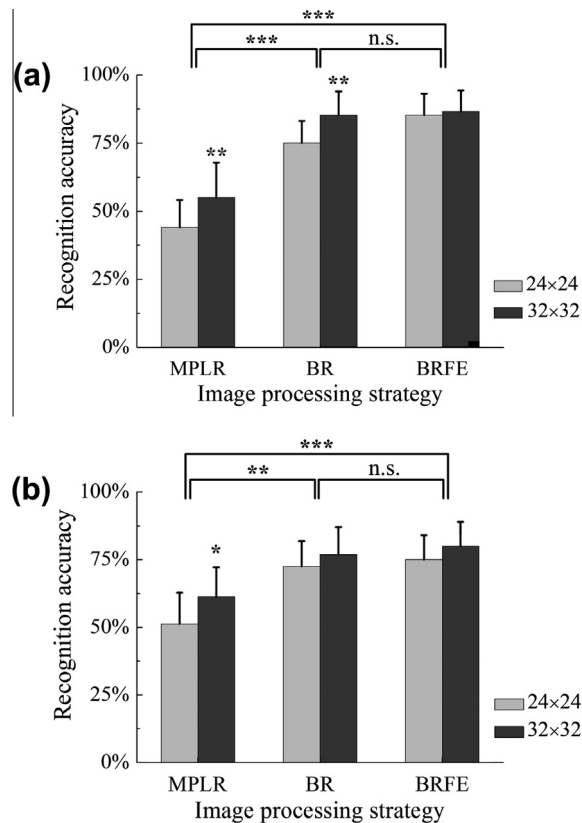 ***
*** n.s.
(a)
100%
**
75%
**
50%
25%
0%
Recognition accuracy
24×24
32×32
MPLR BR BRFE
Image processing strategy
***
** n.s.
(b)
100%
75%
*
50%
25%
0%
Recognition accuracy
24×24
32×32
MPLR BR BRFE
Image processing strategy